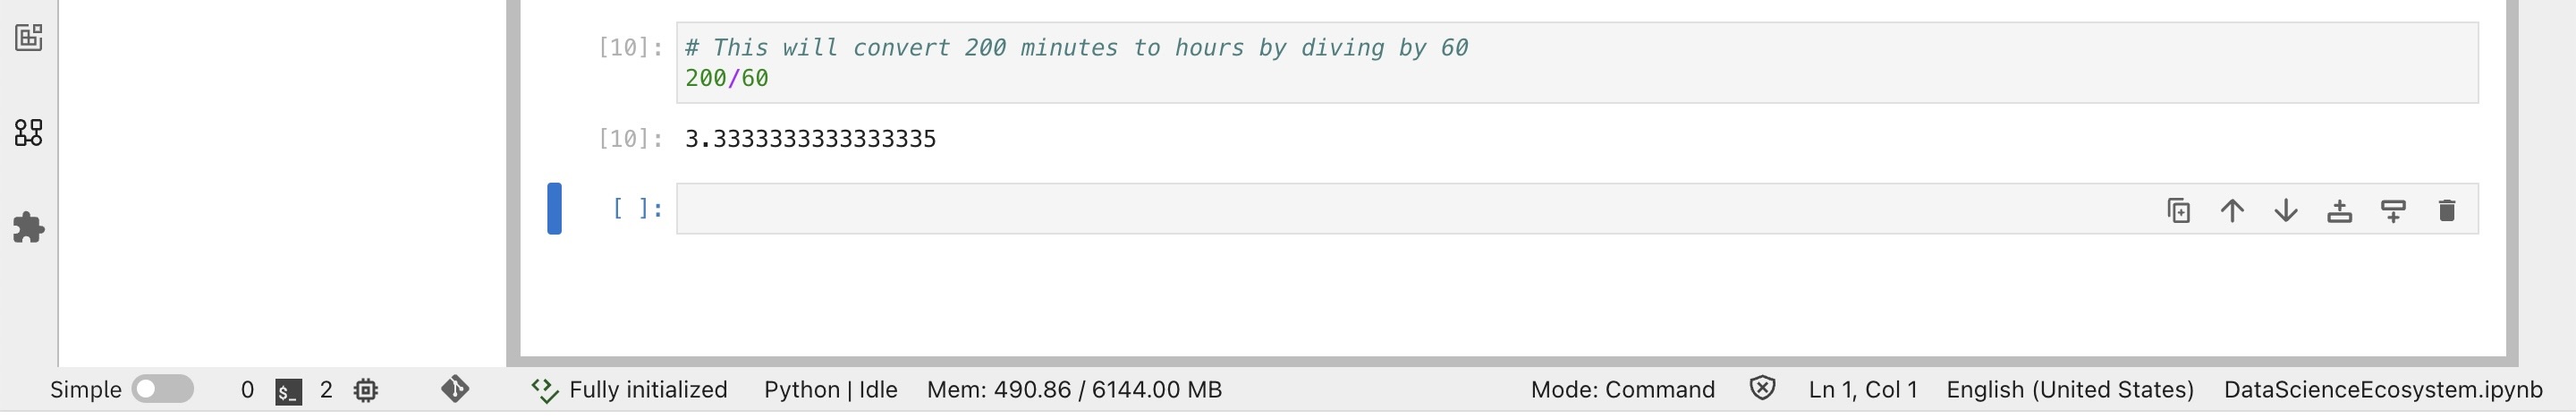 [10]: # This will convert 200 minutes to hours by diving by 60
200/60
[10]: 3.3333333333333335
[ ]:
Simple 0 $_ 2 Fully initialized Python | Idle Mem: 490.86 / 6144.00 MB Mode: Command Ln 1, Col 1 English (United States) DataScienceEcosystem.ipynb